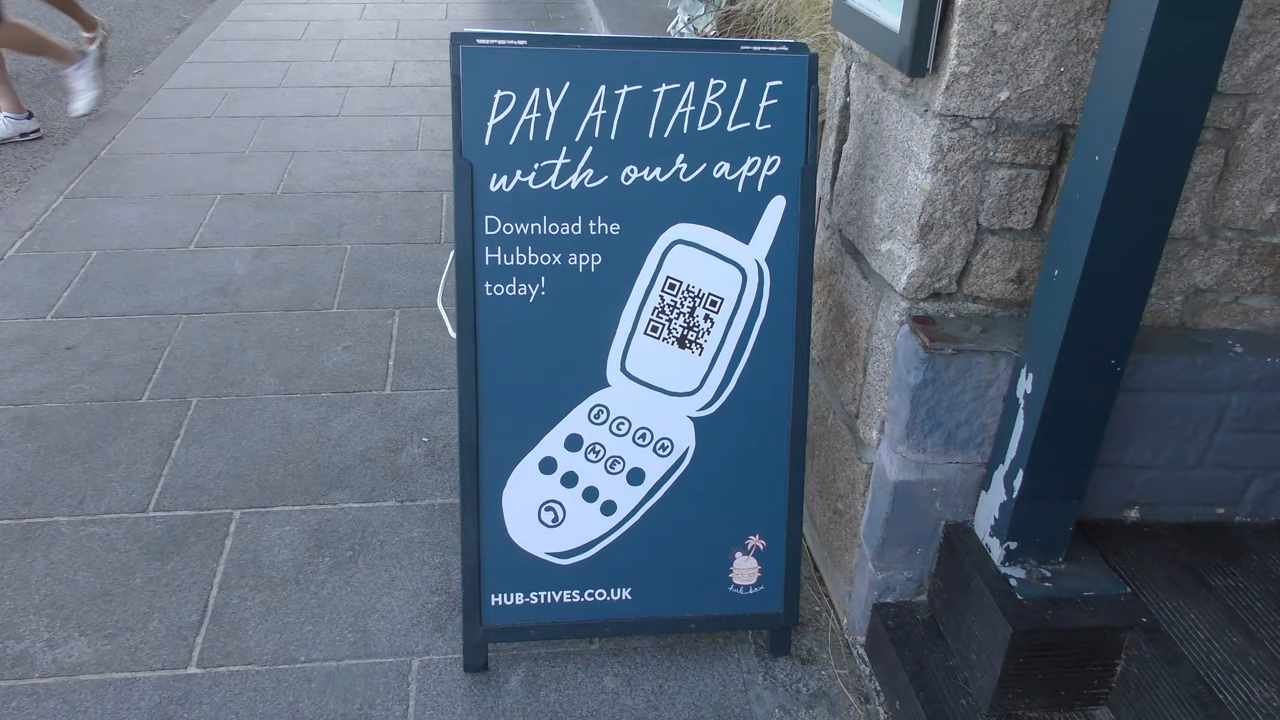 PAY AT TABLE
with our app
Download the
Hubbox app
today!
SCAN
ME
HUB-STIVES.CO.UK
hub box